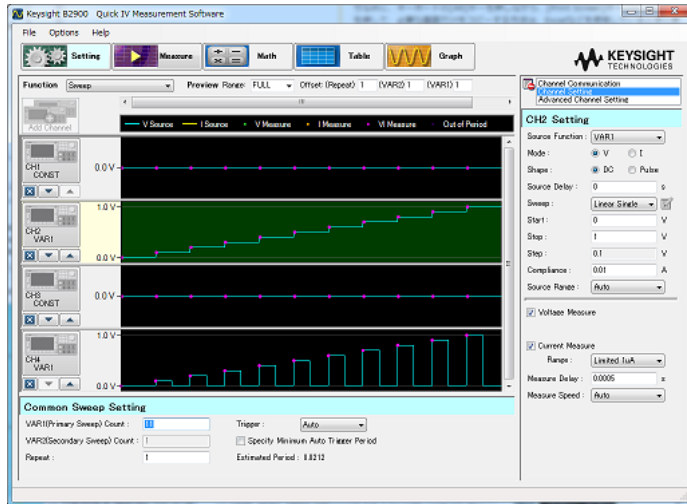 Keysight B2900 Quick IV Measurement Software
File Options Help
Setting Measure Math Table Graph
KEYSIGHT
TECHNOLOGIES
Function Sweep Preview Range: FULL Offset: (Repeat) 1 (VAR2) 1 (VAR1) 1
Add Channel
V Source I Source V Measure I Measure VI Measure Out of Period
CH1
CONST
0.0 V
CH2
VAR1
1.0 V
0.0 V
CH3
CONST
0.0 V
CH4
VAR1
1.0 V
0.0 V
Common Sweep Setting
VAR1(Primary Sweep) Count : Trigger : Auto
VAR2(Secondary Sweep) Count : 1 Specify Minimum Auto Trigger Period
Repeat : 1 Estimated Period :
Channel Communication
Channel Setting
Advanced Channel Setting
CH2 Setting
Source Function : VAR1
Mode : V I
Shape : DC Pulse
Source Delay : 0 s
Sweep : Linear Single
Start : 0 V
Stop : 1 V
Step : 0.1 V
Compliance : 0.01 A
Source Range : Auto
Voltage Measure
Current Measure
Range : Limited 1uA
Measure Delay : 0.0005 s
Measure Speed : Auto